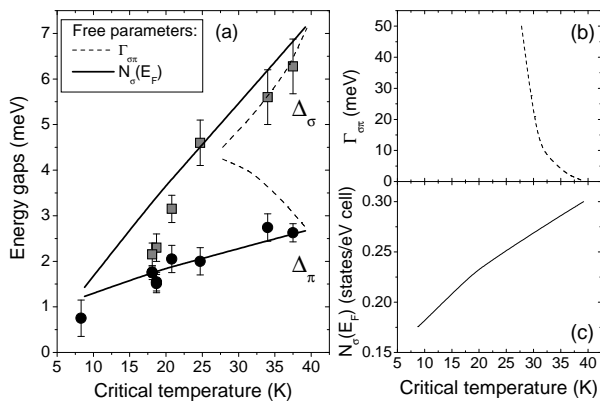 Free parameters:
Γσπ
Nσ(EF)
(a)
Δσ
Δπ
Energy gaps (meV)
0
1
2
3
4
5
6
7
5 10 15 20 25 30 35 40
Critical temperature (K)
(b)
Γσπ (meV)
0
10
20
30
40
50
(c)
Nσ(EF) (states/eV cell)
0.15
0.20
0.25
0.30
5 10 15 20 25 30 35 40
Critical temperature (K)